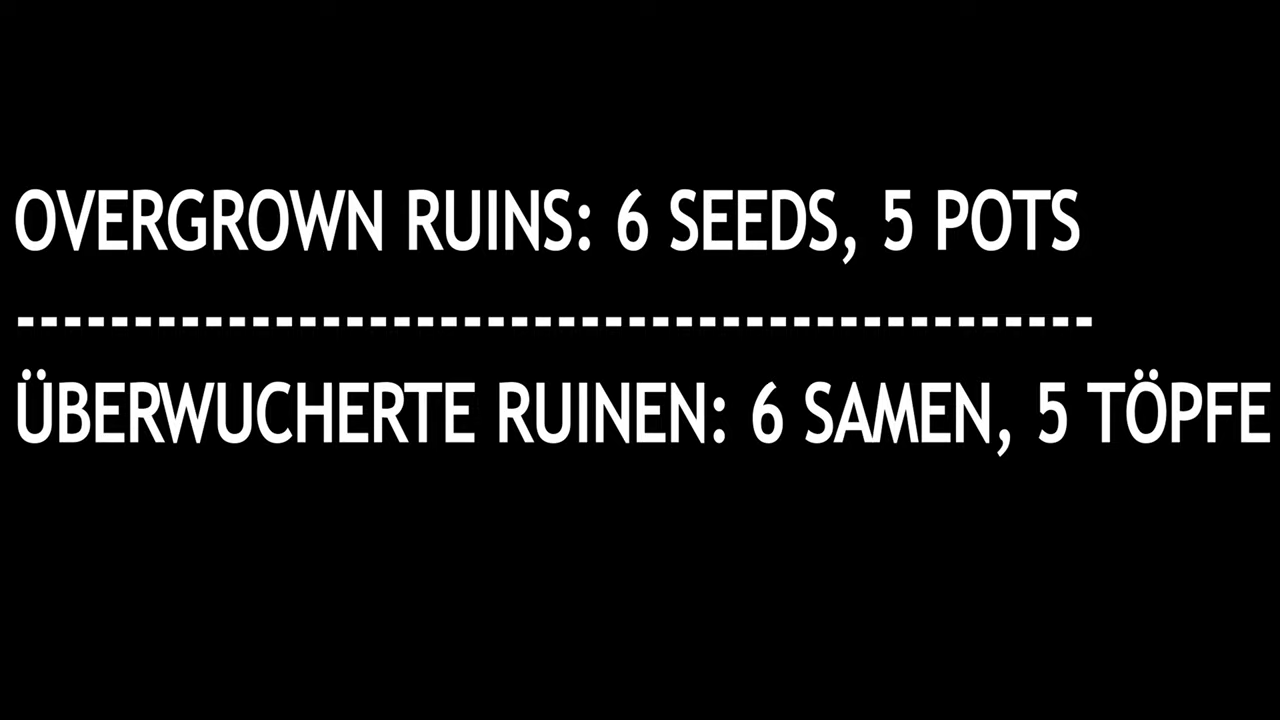 OVERGROWN RUINS: 6 SEEDS, 5 POTS
----------------------------------------------
ÜBERWUCHERTE RUINEN: 6 SAMEN, 5 TÖPFE